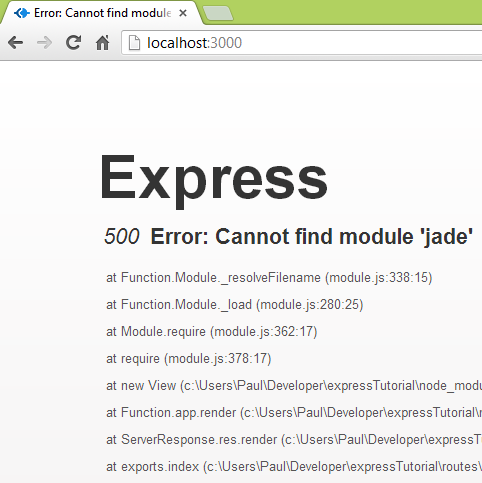 Error: Cannot find module
localhost:3000
Express
500 Error: Cannot find module 'jade'
at Function.Module._resolveFilename (module.js:338:15)
at Function.Module._load (module.js:280:25)
at Module.require (module.js:362:17)
at require (module.js:378:17)
at new View (c:\Users\Paul\Developer\expressTutorial\node_modu
at Function.app.render (c:\Users\Paul\Developer\expressTutorial\
at ServerResponse.res.render (c:\Users\Paul\Developer\expressT
at exports.index (c:\Users\Paul\Developer\expressTutorial\routes\